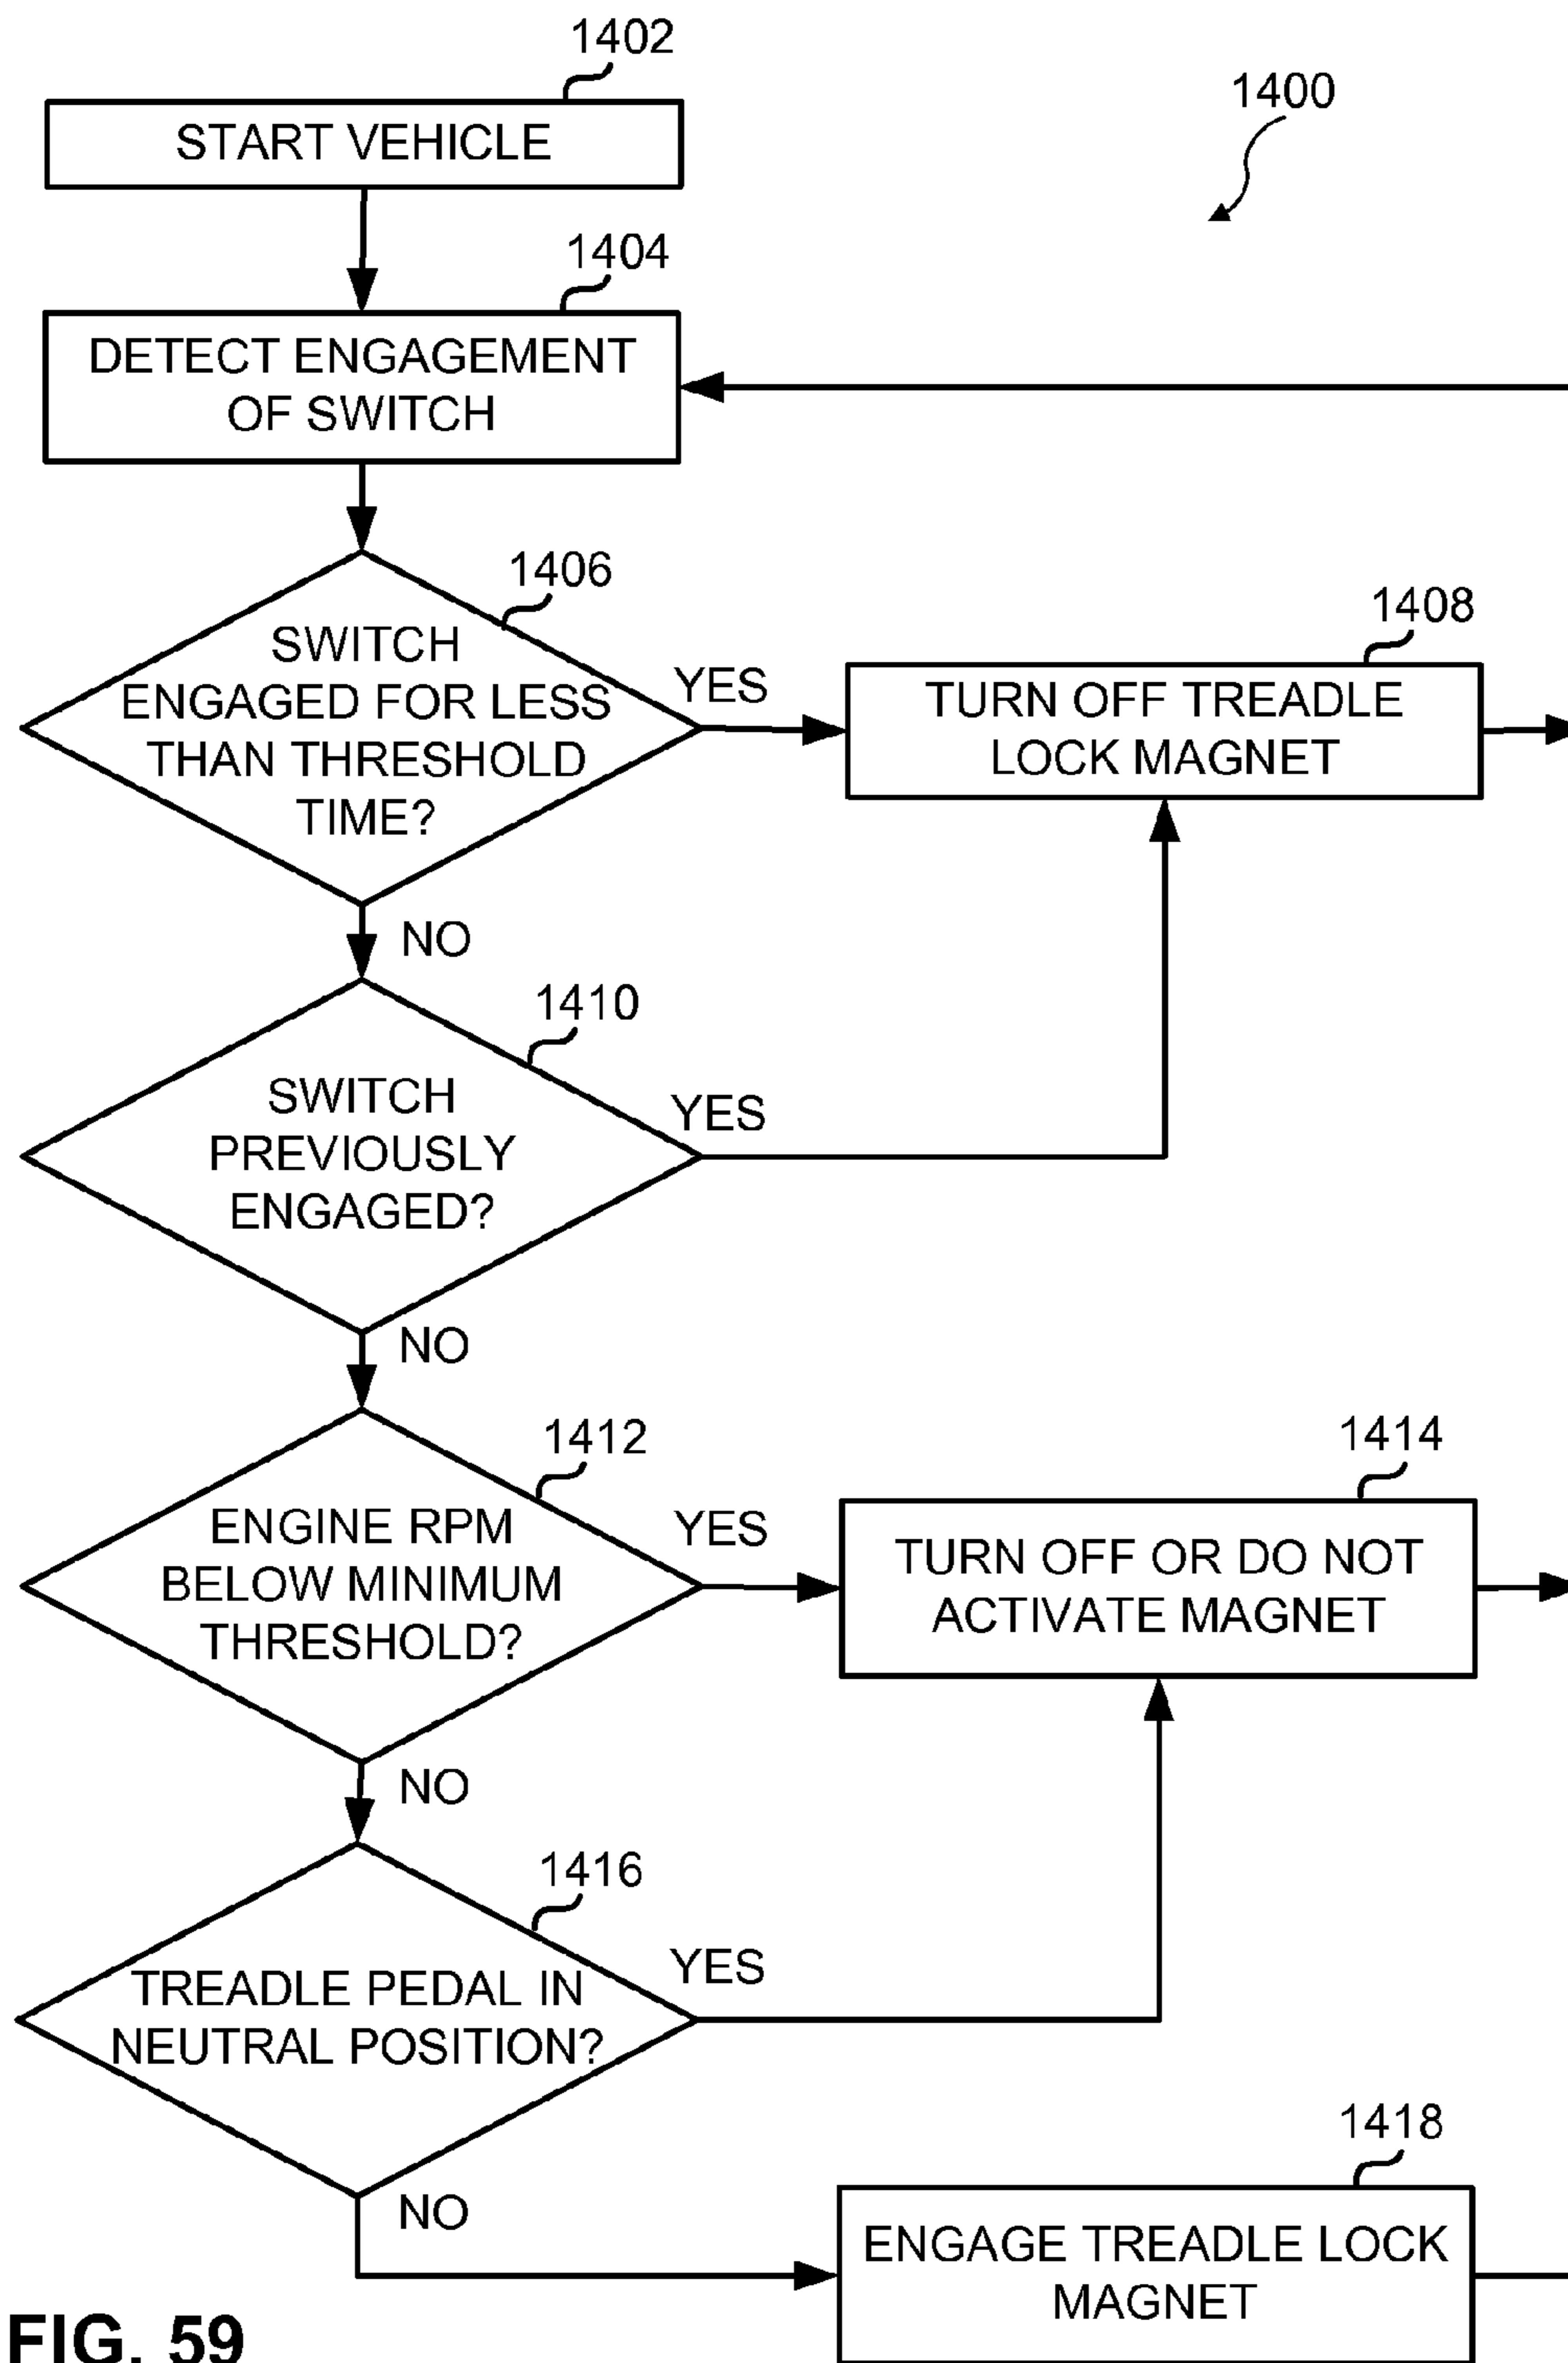 1402
1400
START VEHICLE
1404
DETECT ENGAGEMENT
OF SWITCH
1406
SWITCH
ENGAGED FOR LESS
THAN THRESHOLD
TIME?
YES
1408
TURN OFF TREADLE
LOCK MAGNET
NO
1410
SWITCH
PREVIOUSLY
ENGAGED?
YES
NO
1412
ENGINE RPM
BELOW MINIMUM
THRESHOLD?
YES
1414
TURN OFF OR DO NOT
ACTIVATE MAGNET
NO
1416
TREADLE PEDAL IN
NEUTRAL POSITION?
YES
NO
1418
ENGAGE TREADLE LOCK
MAGNET
FIG. 59